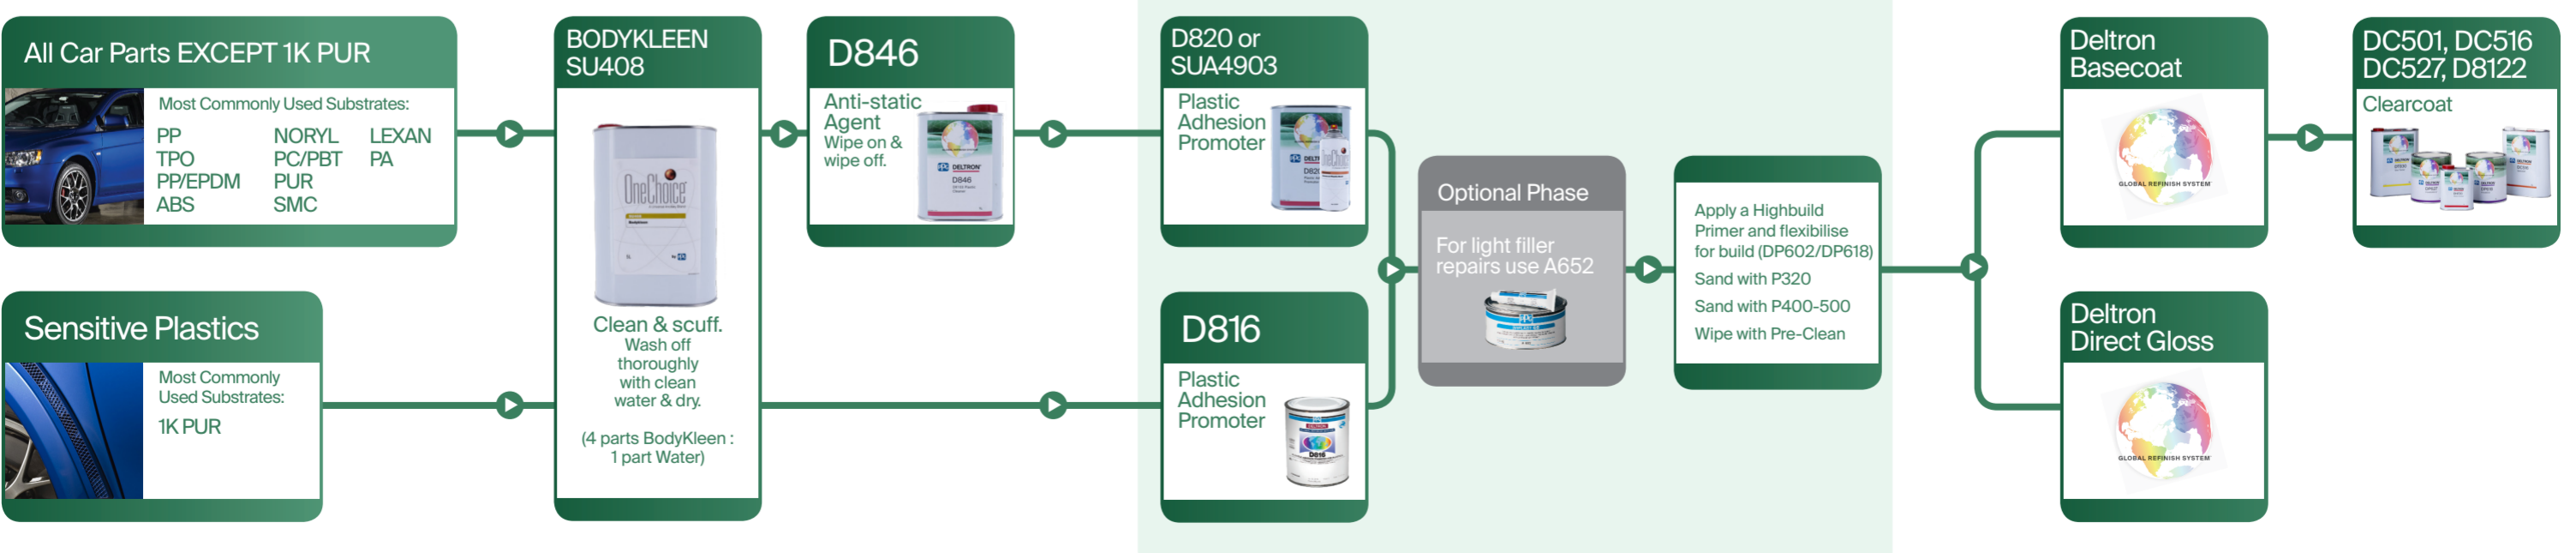 All Car Parts EXCEPT 1K PUR
Most Commonly Used Substrates:
PP
TPO
PP/EPDM
ABS
NORYL
PC/PBT
PUR
SMC
LEXAN
PA
Sensitive Plastics
Most Commonly
Used Substrates:
1K PUR
BODYKLEEN
SU408
OneChoice
Clean & scuff.
Wash off
thoroughly
with clean
water & dry.
(4 parts BodyKleen :
1 part Water)
D846
Anti-static
Agent
Wipe on &
wipe off.
DELTRON
D846
D820 or
SUA4903
Plastic
Adhesion
Promoter
D816
Plastic
Adhesion
Promoter
D816
Optional Phase
For light filler
repairs use A652
Apply a Highbuild
Primer and flexibilise
for build (DP602/DP618)
Sand with P320
Sand with P400-500
Wipe with Pre-Clean
Deltron
Basecoat
GLOBAL REFINISH SYSTEM
Deltron
Direct Gloss
GLOBAL REFINISH SYSTEM
DC501, DC516
DC527, D8122
Clearcoat